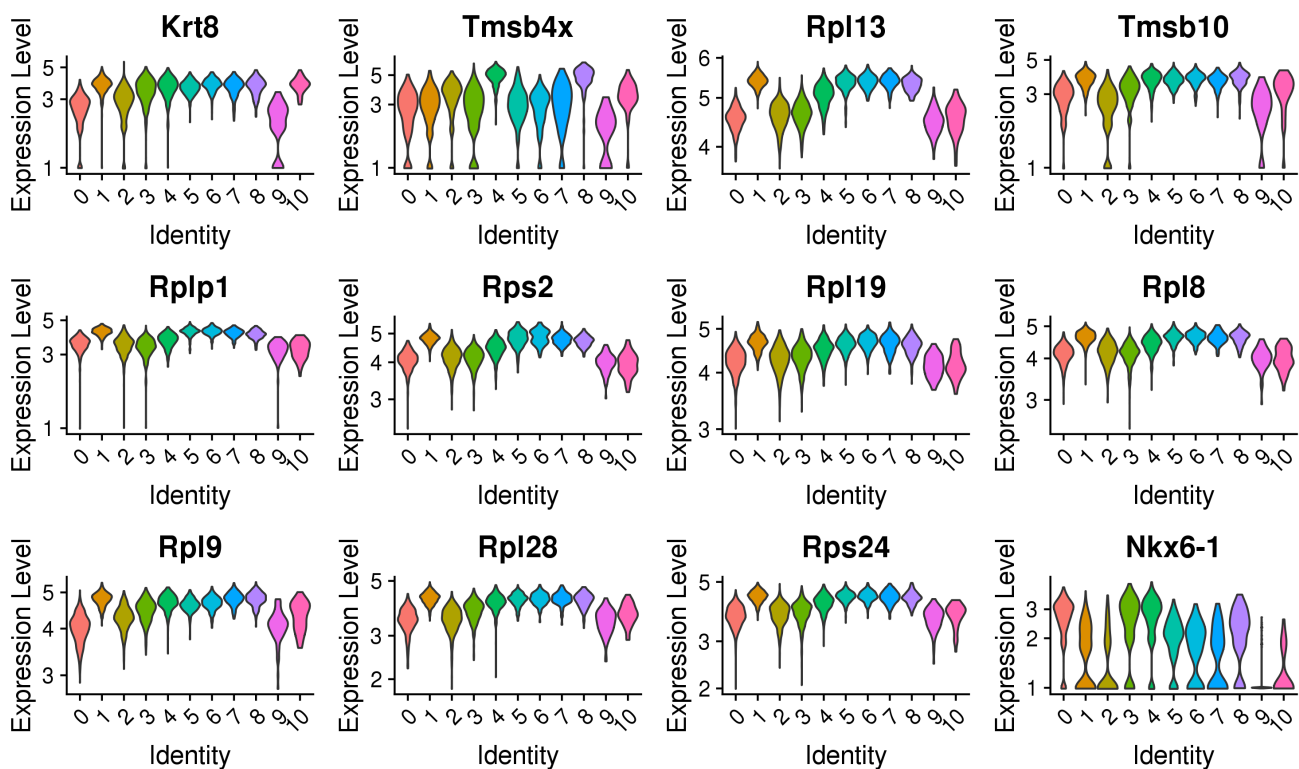 Krt8
Tmsb4x
Rpl13
Tmsb10
Expression Level
5
3
1
0 1 2 3 4 5 6 7 8 9 10
Identity
Expression Level
5
3
1
0 1 2 3 4 5 6 7 8 9 10
Identity
Expression Level
6
5
4
0 1 2 3 4 5 6 7 8 9 10
Identity
Expression Level
5
3
1
0 1 2 3 4 5 6 7 8 9 10
Identity
Rplp1
Rps2
Rpl19
Rpl8
Expression Level
5
3
1
0 1 2 3 4 5 6 7 8 9 10
Identity
Expression Level
5
4
3
0 1 2 3 4 5 6 7 8 9 10
Identity
Expression Level
5
4
3
0 1 2 3 4 5 6 7 8 9 10
Identity
Expression Level
5
4
3
0 1 2 3 4 5 6 7 8 9 10
Identity
Rpl9
Rpl28
Rps24
Nkx6-1
Expression Level
5
4
3
0 1 2 3 4 5 6 7 8 9 10
Identity
Expression Level
5
3
2
0 1 2 3 4 5 6 7 8 9 10
Identity
Expression Level
5
3
2
0 1 2 3 4 5 6 7 8 9 10
Identity
Expression Level
3
2
1
0 1 2 3 4 5 6 7 8 9 10
Identity